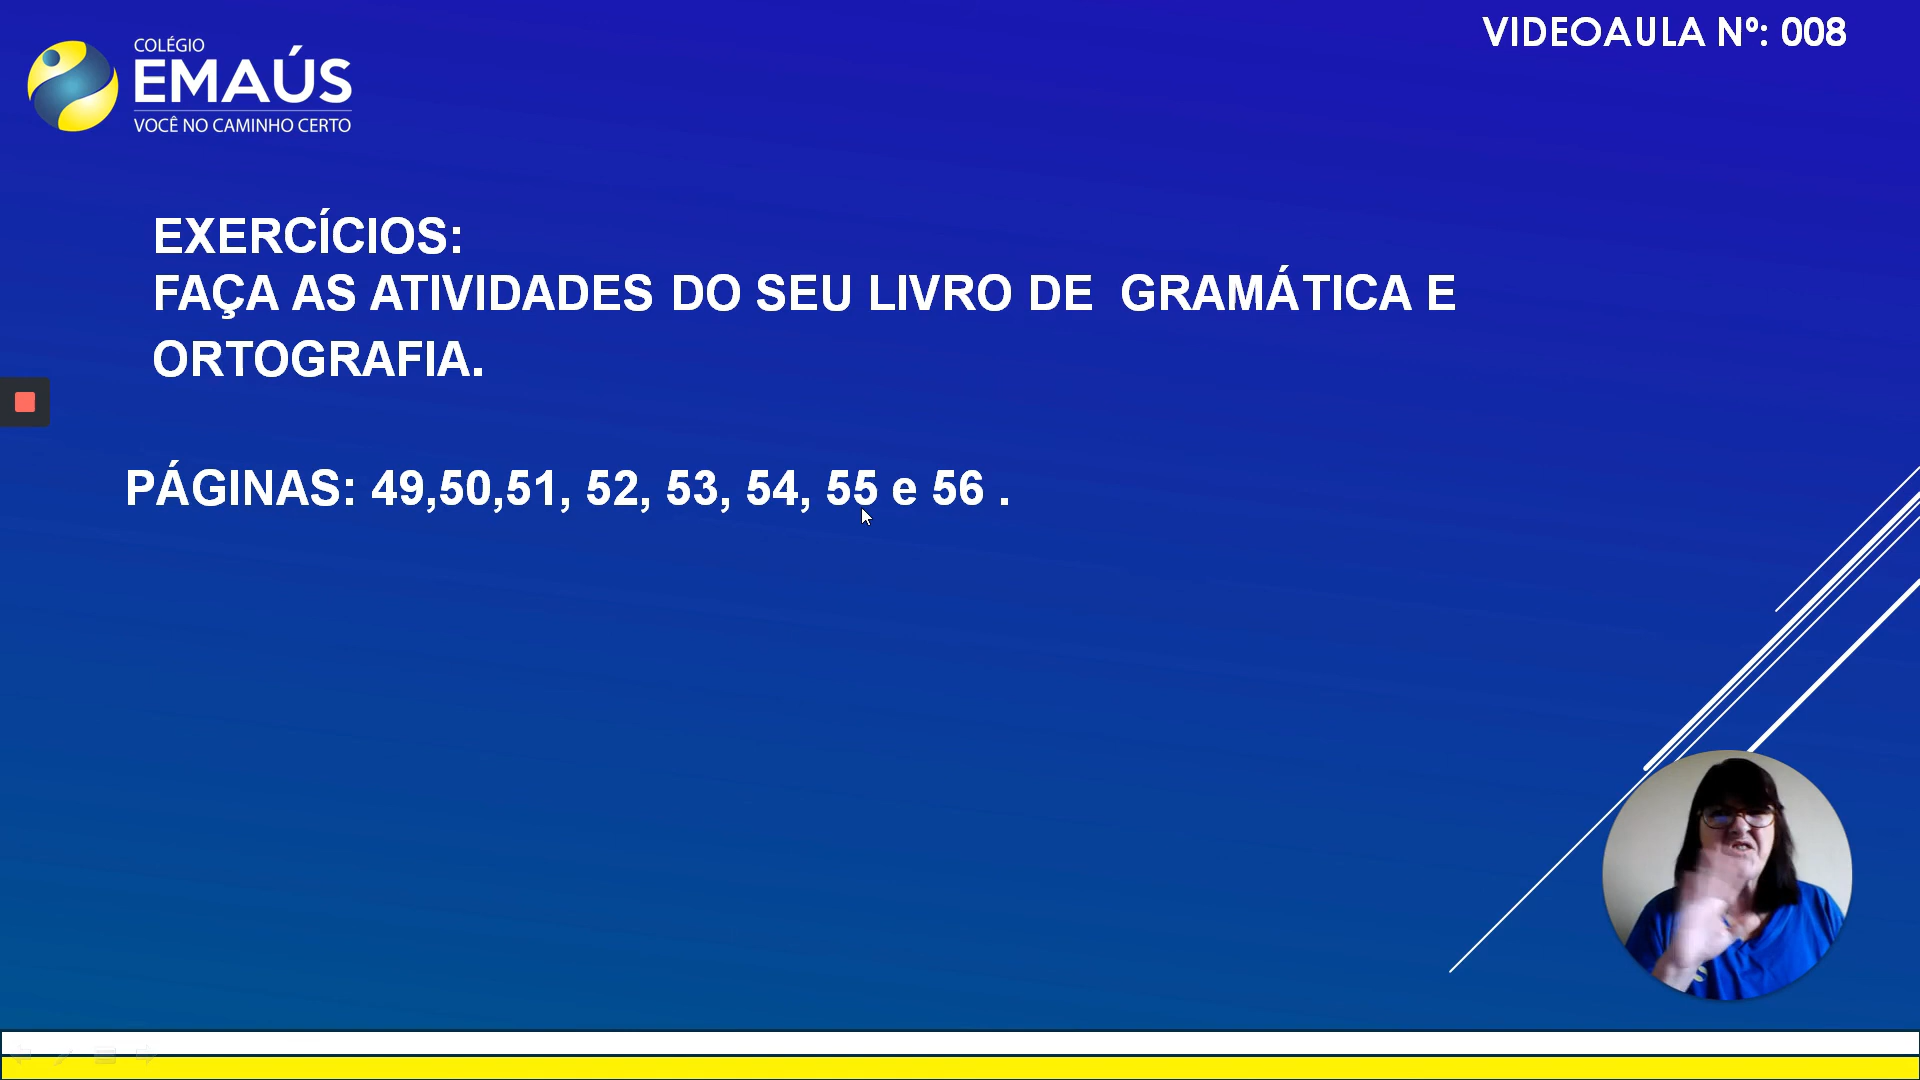 VIDEOAULA Nº: 008
COLÉGIO
EMAÚS
VOCÊ NO CAMINHO CERTO
EXERCÍCIOS:
FAÇA AS ATIVIDADES DO SEU LIVRO DE  GRAMÁTICA E
ORTOGRAFIA.
PÁGINAS: 49,50,51, 52, 53, 54, 55 e 56 .